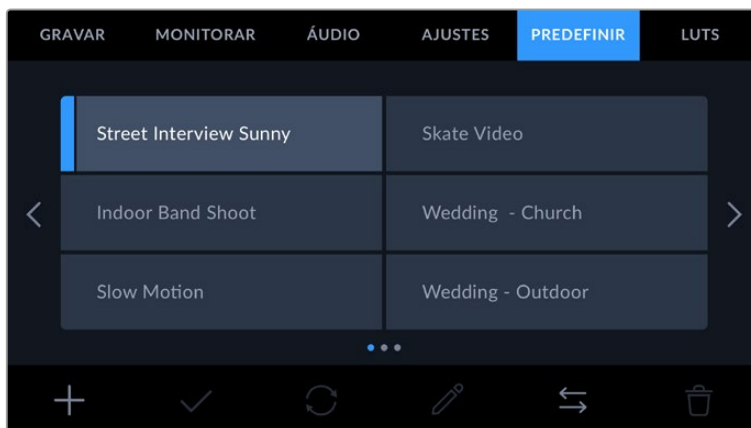 GRAVAR MONITORAR ÁUDIO AJUSTES PREDEFINIR LUTS
Street Interview Sunny Skate Video
Indoor Band Shoot Wedding - Church
Slow Motion Wedding - Outdoor